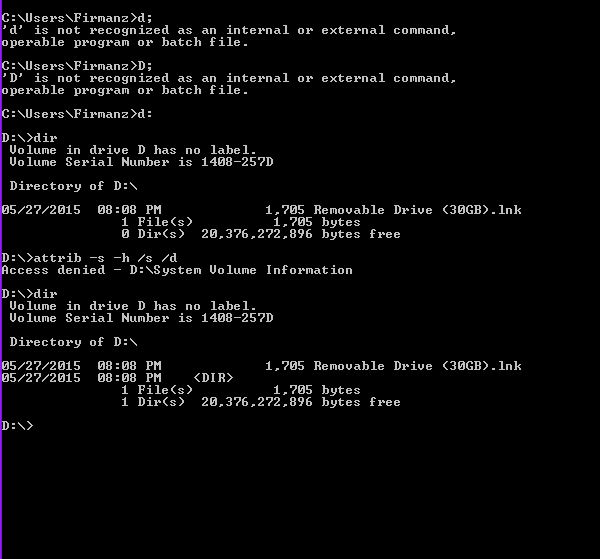 C:\Users\Firmanz>d;
'd' is not recognized as an internal or external command,
operable program or batch file.
C:\Users\Firmanz>D;
'D' is not recognized as an internal or external command,
operable program or batch file.
C:\Users\Firmanz>d:
D:\>dir
Volume in drive D has no label.
Volume Serial Number is 1408-257D
Directory of D:\
05/27/2015  08:08 PM             1,705 Removable Drive (30GB).lnk
1 File(s)          1,705 bytes
0 Dir(s)  20,376,272,896 bytes free
D:\>attrib -s -h /s /d
Access denied - D:\System Volume Information
D:\>dir
Volume in drive D has no label.
Volume Serial Number is 1408-257D
Directory of D:\
05/27/2015  08:08 PM             1,705 Removable Drive (30GB).lnk
05/27/2015  08:08 PM    <DIR>
1 File(s)          1,705 bytes
1 Dir(s)  20,376,272,896 bytes free
D:\>